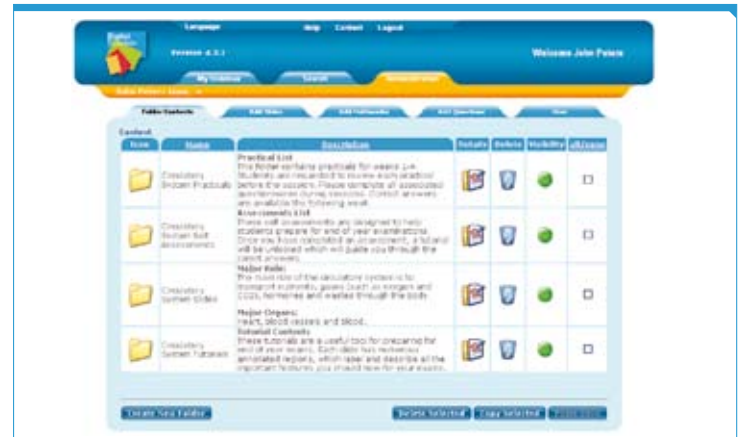 Language Help Contact Logout
Version 4.3.1
Welcome John Peters
Search
Folder Contents Add Slides Add Questions
Content
Icon Name Description Details Delete Visibility all/none
Practical List
This folder contains practicals for weeks 1-4.
Circulatory
System Practicals
Students are requested to review each practical
before the session. Please complete all associated
questionnaires during sessions. Correct answers
are available the following week.
Assessments List
These self assessments are designed to help
Circulatory
System Self
Assessments
students prepare for end of year examinations.
Once you have completed an assessment, a tutorial
will be unlocked which will guide you through the
Major Role:
The main role of the circulatory system is to
Circulatory
System Slides
transport nutrients, gases (such as oxygen and
CO2), hormones and wastes through the body.
Major Organs:
Heart, blood vessels and blood.
Tutorial Contents
These tutorials are a useful tool for preparing for
Circulatory
System Tutorials
end of year exams. Each slide has numerous
annotated regions, which label and describe all the
important features you should know for your exams.
Create New Folder Delete Selected Copy Selected